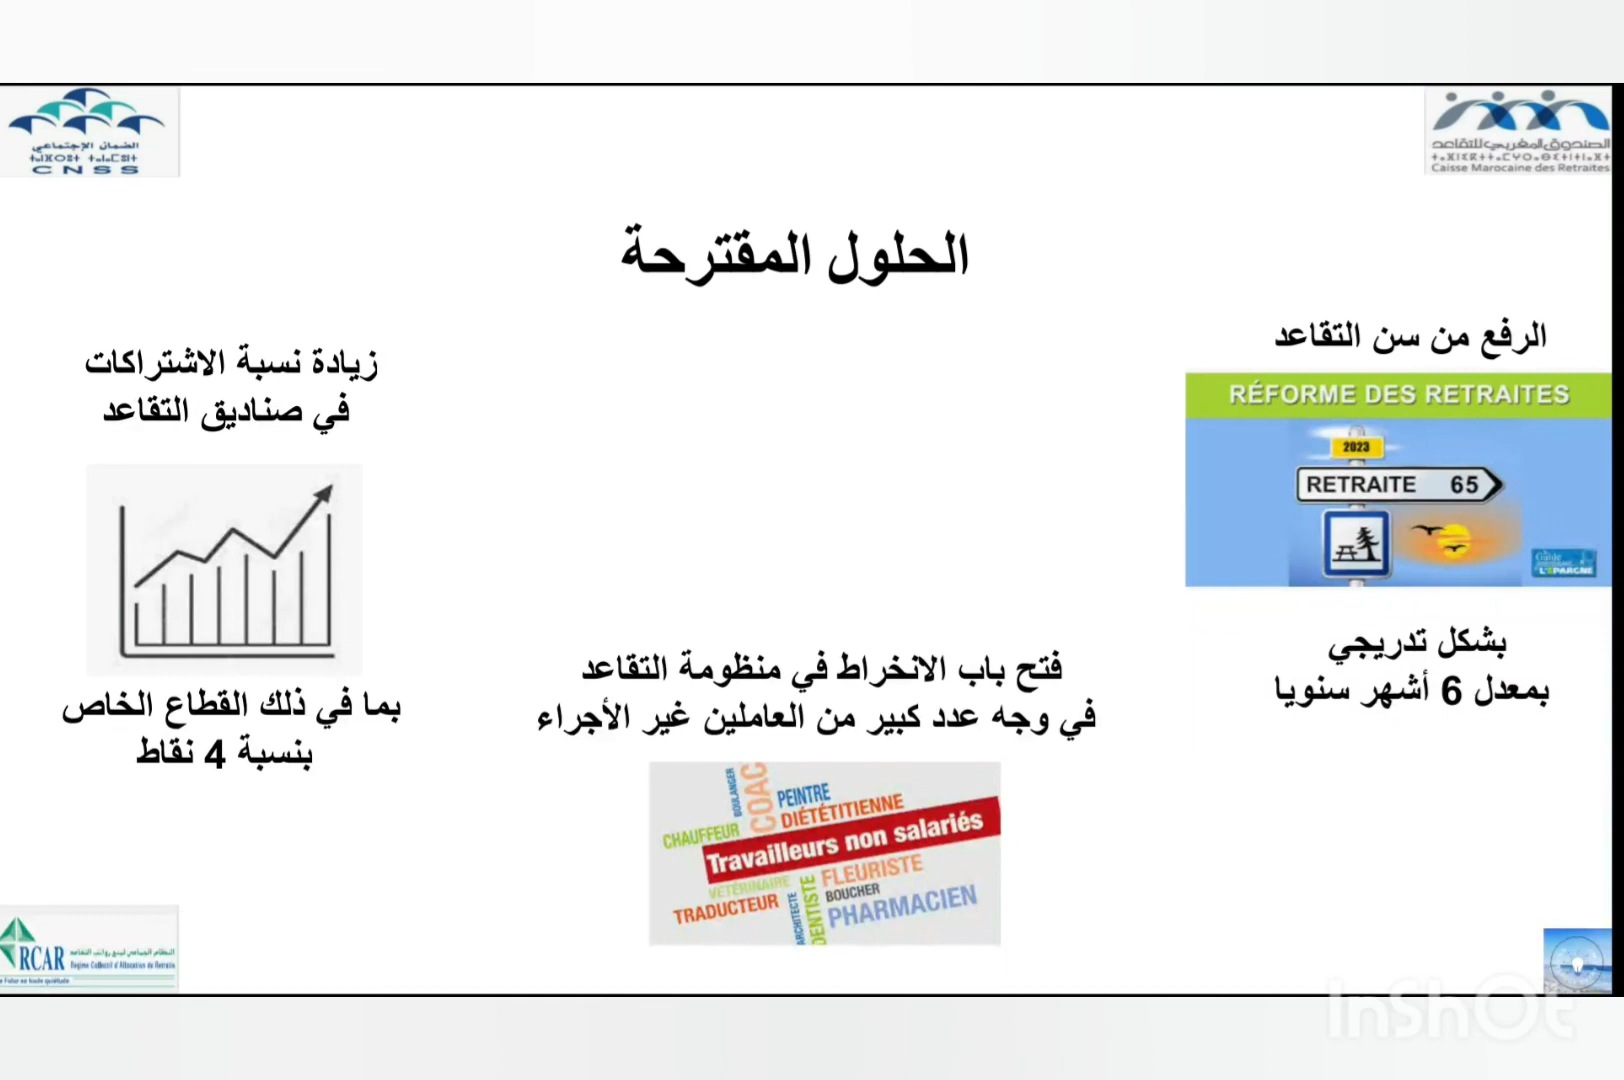 الضمان الإجتماعي
CNSS
الصندوق المغربي للتقاعد
Caisse Marocaine des Retraites
الحلول المقترحة
الرفع من سن التقاعد
RÉFORME DES RETRAITES
2023
RETRAITE 65
Guide
L'EPARGNE
بشكل تدريجي
بمعدل 6 أشهر سنويا
زيادة نسبة الاشتراكات
في صناديق التقاعد
بما في ذلك القطاع الخاص
بنسبة 4 نقاط
فتح باب الانخراط في منظومة التقاعد
في وجه عدد كبير من العاملين غير الأجراء
BOULANGER
COAC
PEINTRE
DIÉTÉTITIENNE
CHAUFFEUR
Travailleurs non salariés
VÉTÉRINAIRE
FLEURISTE
TRADUCTEUR
ARCHITECTE
DENTISTE
BOUCHER
PHARMACIEN
RCAR
النظام الجماعي لمنح رواتب التقاعد
Régime Collectif d'Allocation de Retraite
InShOt